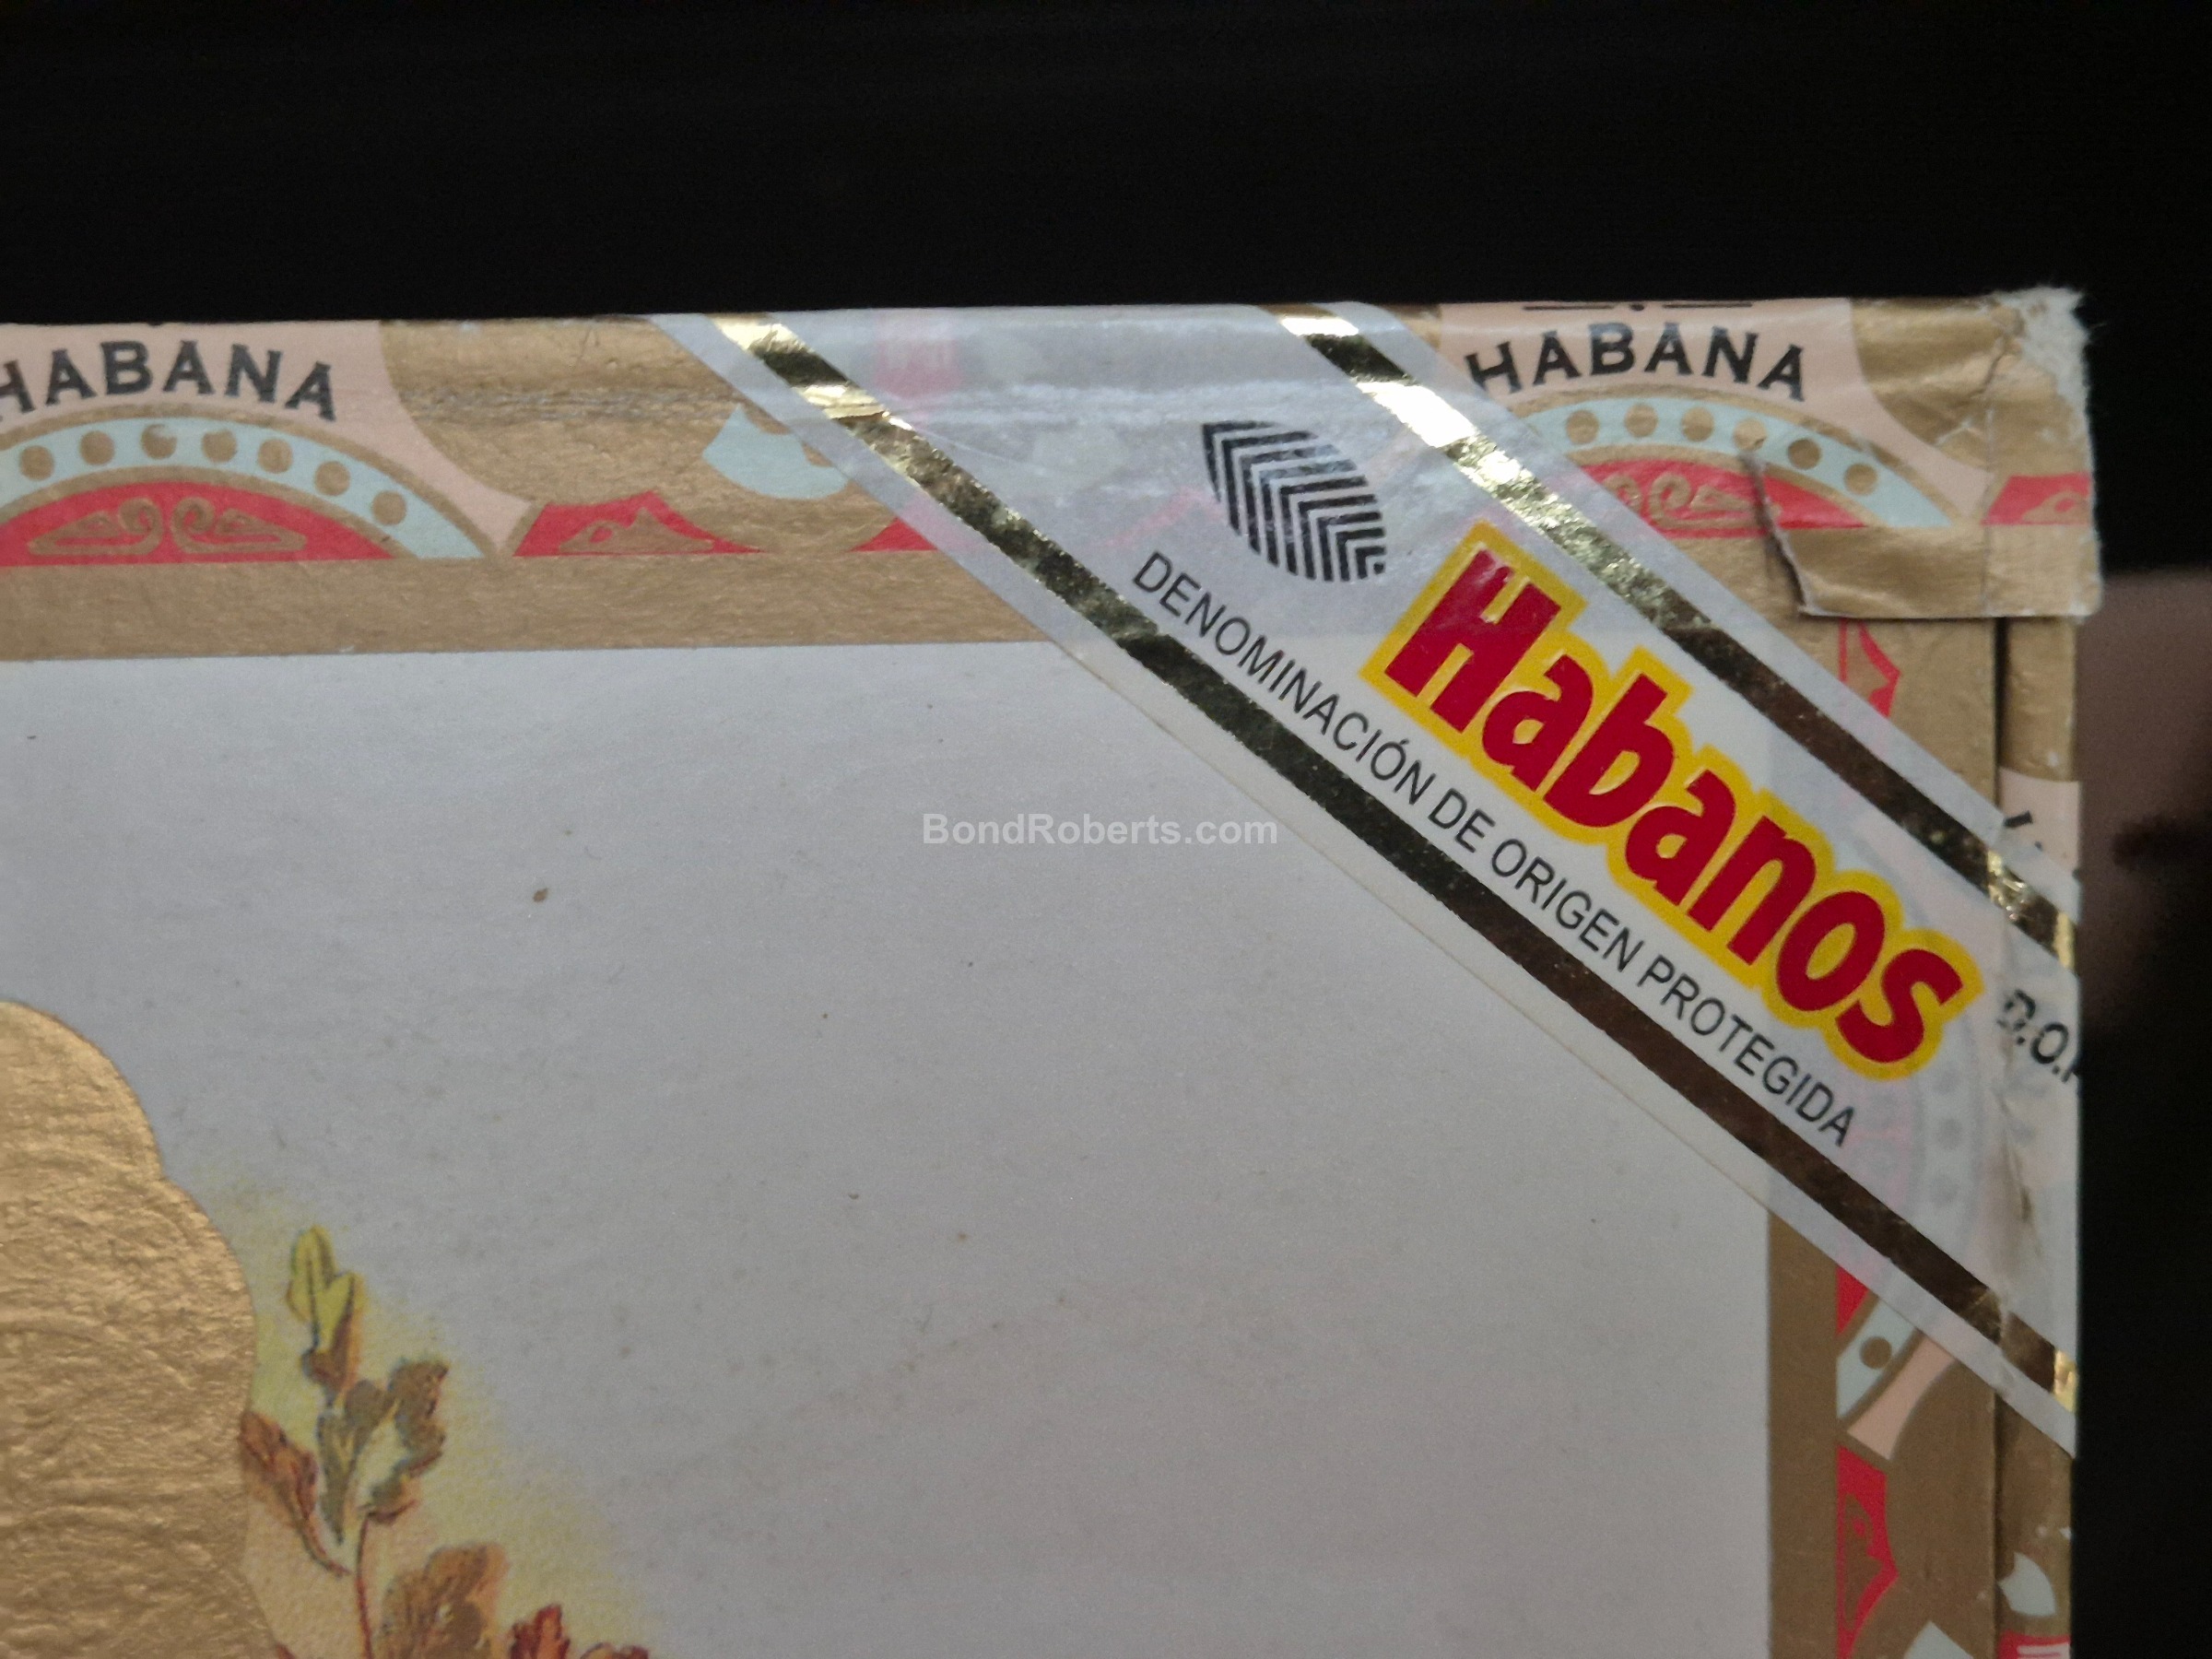 HABANA
HABANA
Habanos
DENOMINACIÓN DE ORIGEN PROTEGIDA
D.O.
BondRoberts.com